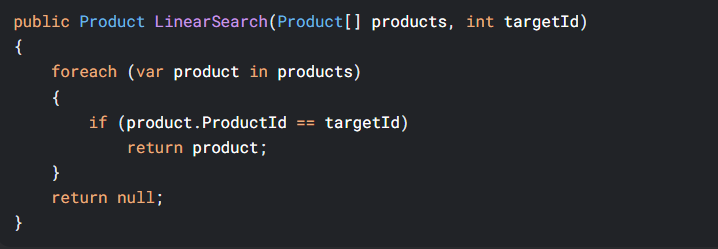 public Product LinearSearch(Product[] products, int targetId)
{
    foreach (var product in products)
    {
        if (product.ProductId == targetId)
            return product;
    }
    return null;
}